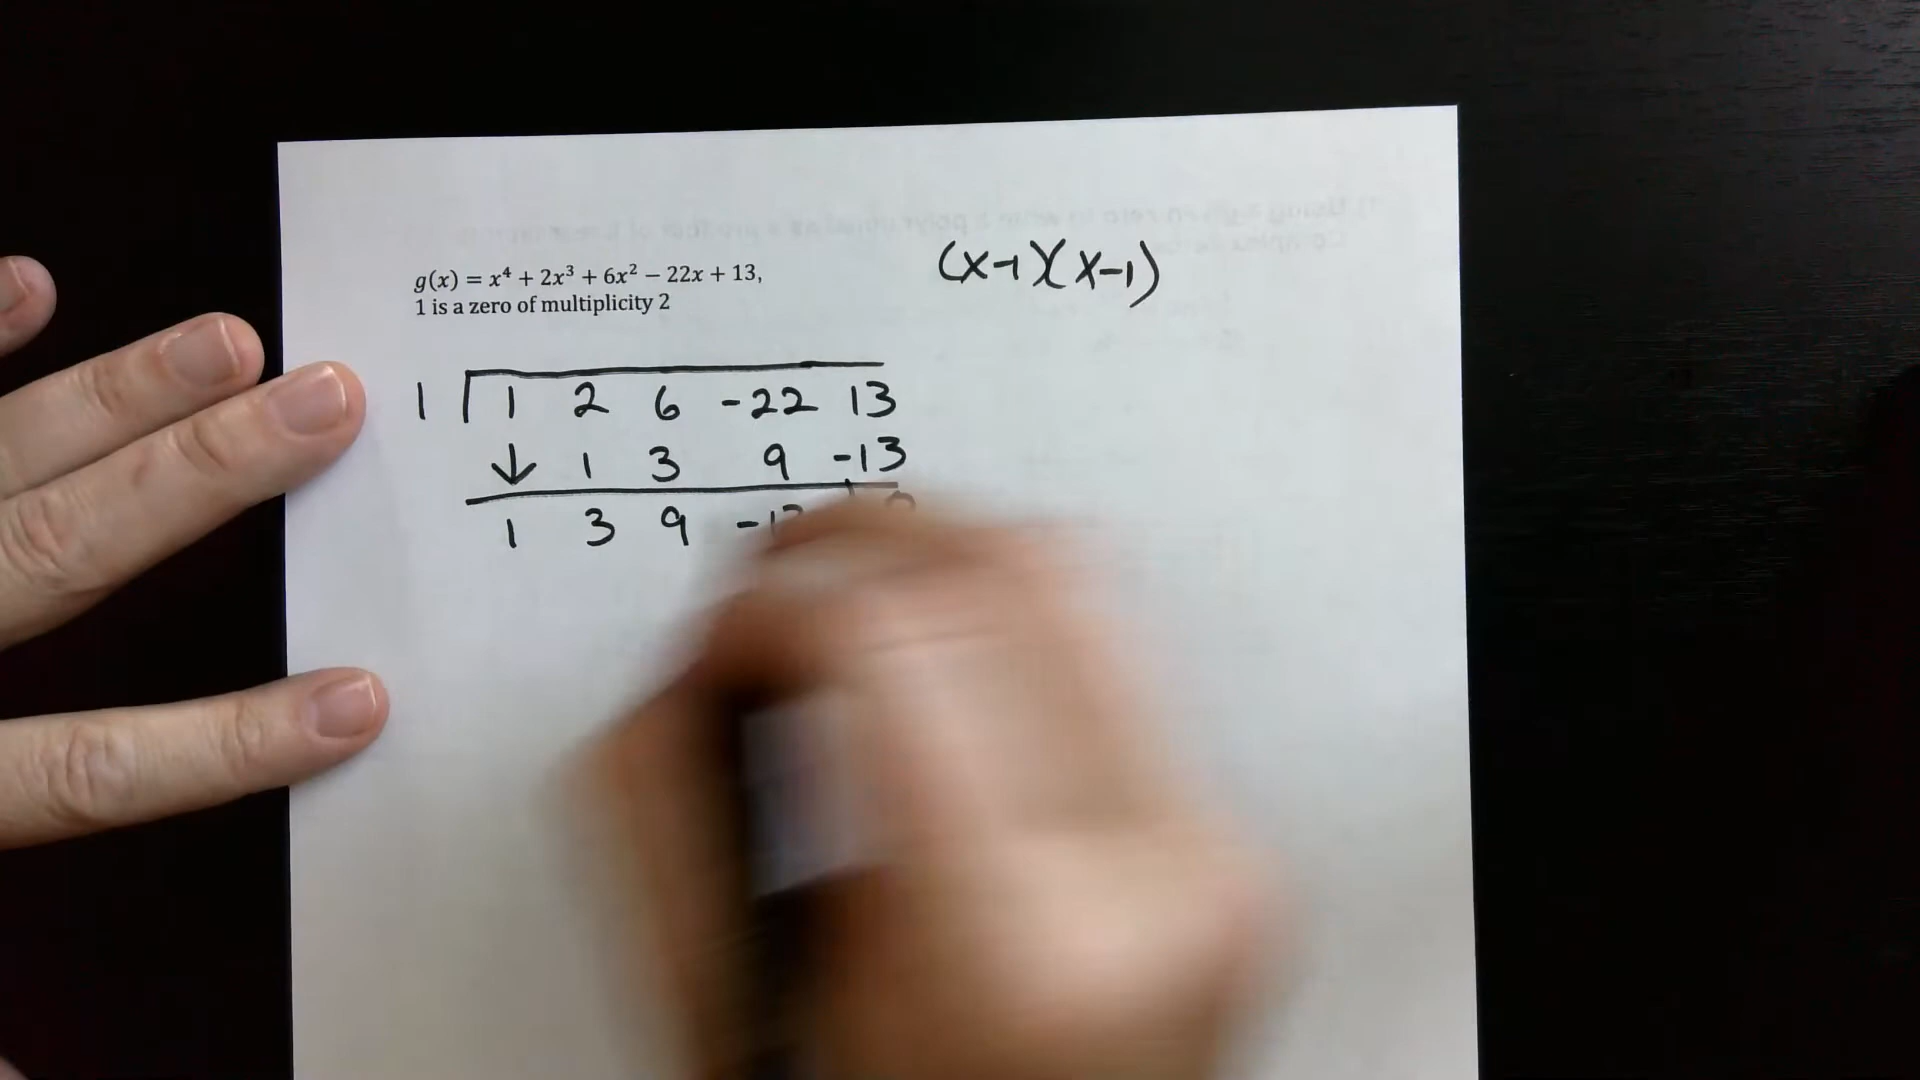 g(x) = x⁴ + 2x³ + 6x² − 22x + 13,
1 is a zero of multiplicity 2
(x-1)(x-1)
1 1 2 6 -22 13
↓ 1 3 9 -13
1 3 9